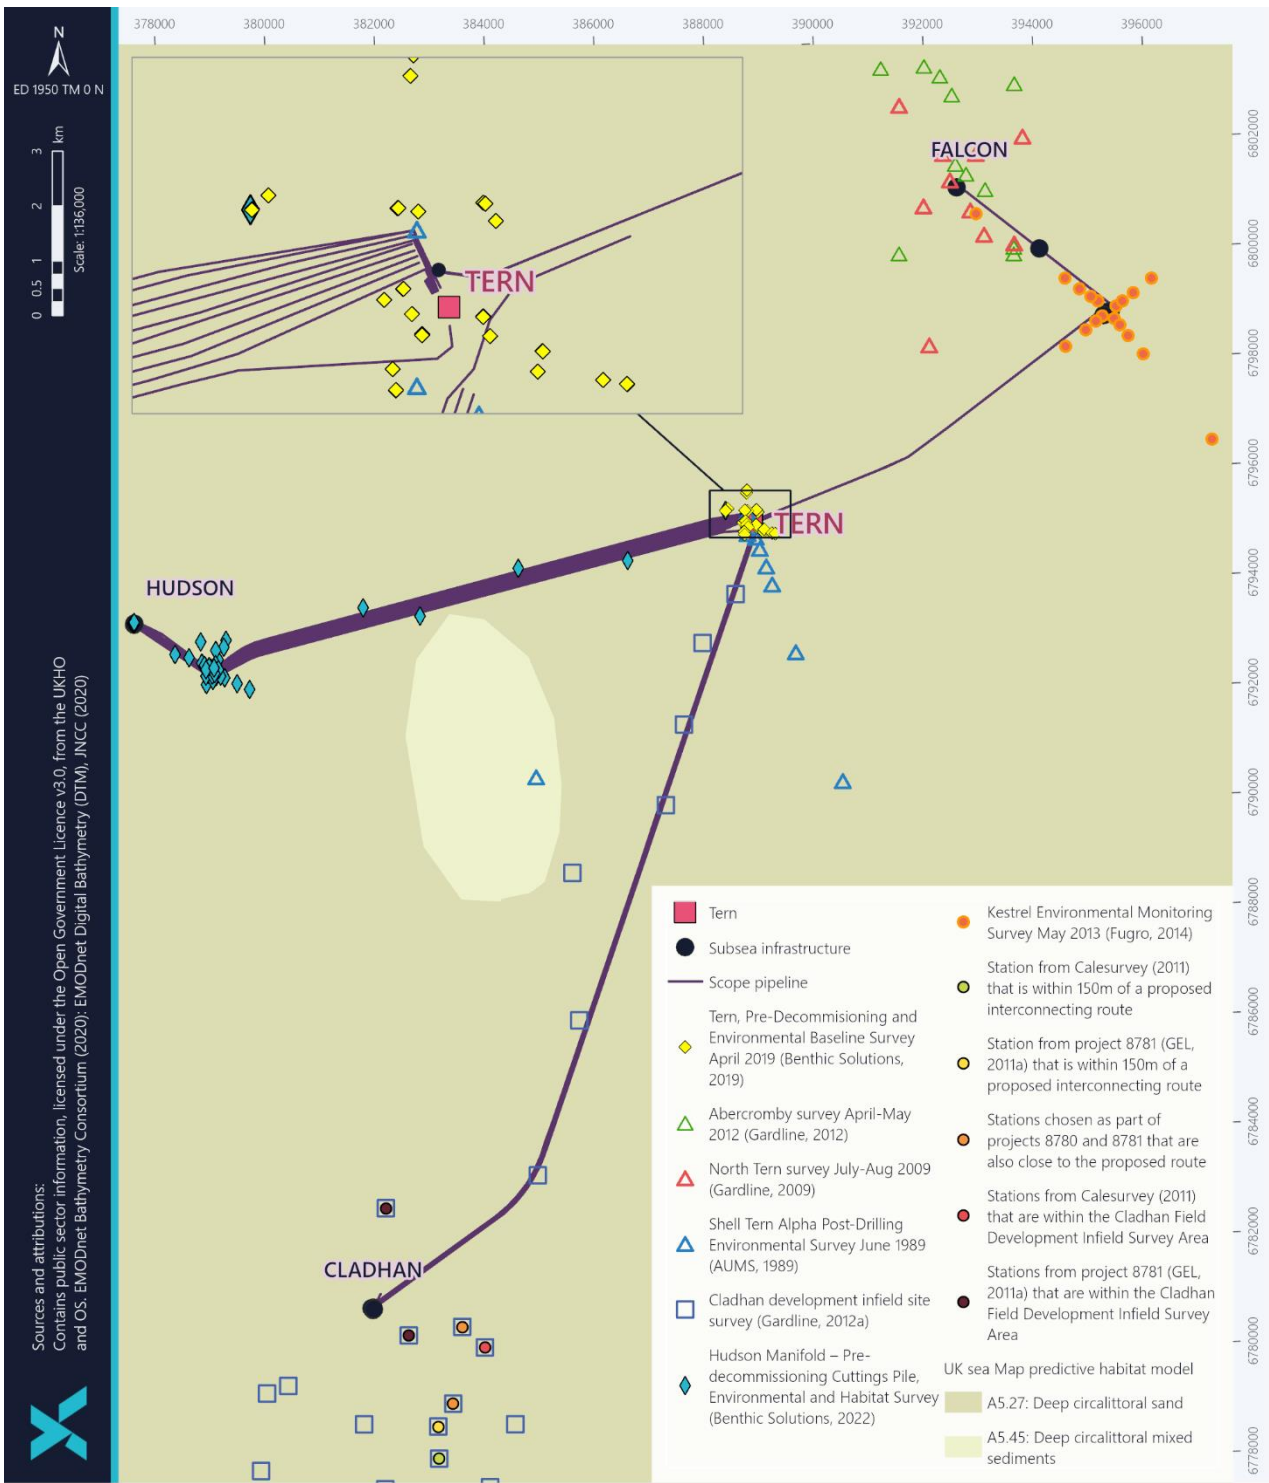 378000 380000 382000 384000 386000 388000 390000 392000 394000 396000
N
ED 1950 TM 0 N
0 0.5 1 2 3 km
Scale: 1:136,000
Sources and attributions:
Contains public sector information, licensed under the Open Government Licence v3.0, from the UKHO
and OS. EMODnet Bathymetry Consortium (2020): EMODnet Digital Bathymetry (DTM), JNCC (2020)
TERN
FALCON
TERN
HUDSON
CLADHAN
6802000
6800000
6798000
6796000
6794000
6792000
6790000
6788000
6786000
6784000
6782000
6780000
6778000
Tern
Subsea infrastructure
Scope pipeline
Tern, Pre-Decommisioning and
Environmental Baseline Survey
April 2019 (Benthic Solutions,
2019)
Abercromby survey April-May
2012 (Gardline, 2012)
North Tern survey July-Aug 2009
(Gardline, 2009)
Shell Tern Alpha Post-Drilling
Environmental Survey June 1989
(AUMS, 1989)
Cladhan development infield site
survey (Gardline, 2012a)
Hudson Manifold – Pre-
decommissioning Cuttings Pile,
Environmental and Habitat Survey
(Benthic Solutions, 2022)
Kestrel Environmental Monitoring
Survey May 2013 (Fugro, 2014)
Station from Calesurvey (2011)
that is within 150m of a proposed
interconnecting route
Station from project 8781 (GEL,
2011a) that is within 150m of a
proposed interconnecting route
Stations chosen as part of
projects 8780 and 8781 that are
also close to the proposed route
Stations from Calesurvey (2011)
that are within the Cladhan Field
Development Infield Survey Area
Stations from project 8781 (GEL,
2011a) that are within the Cladhan
Field Development Infield Survey
Area
UK sea Map predictive habitat model
A5.27: Deep circalittoral sand
A5.45: Deep circalittoral mixed
sediments